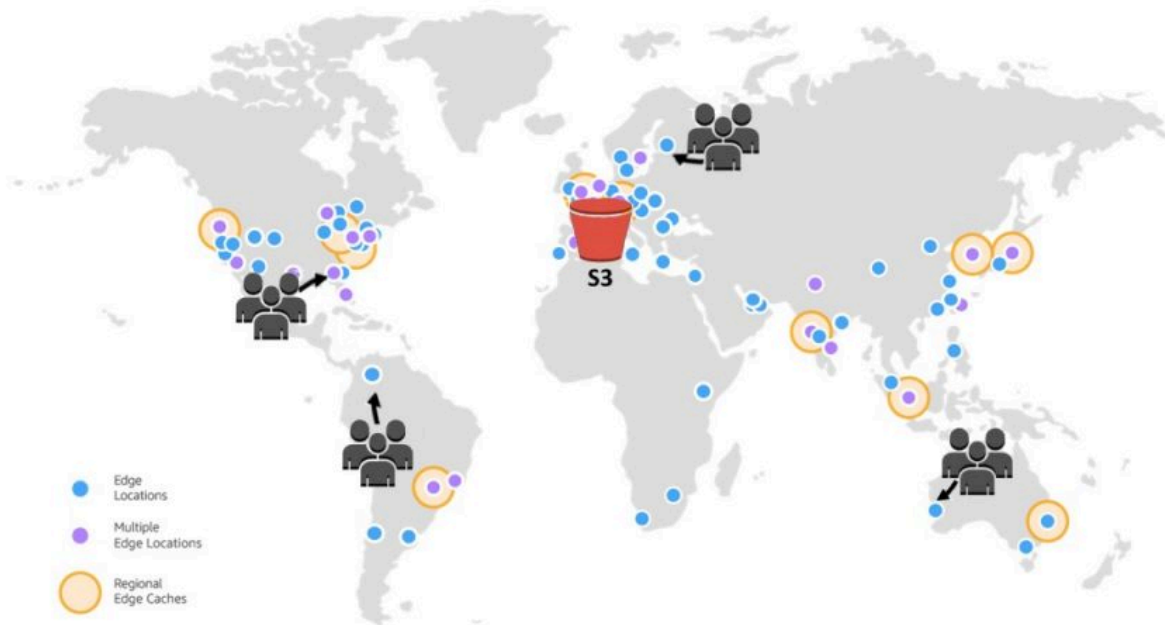 S3
Edge
Locations
Multiple
Edge Locations
Regional
Edge Caches